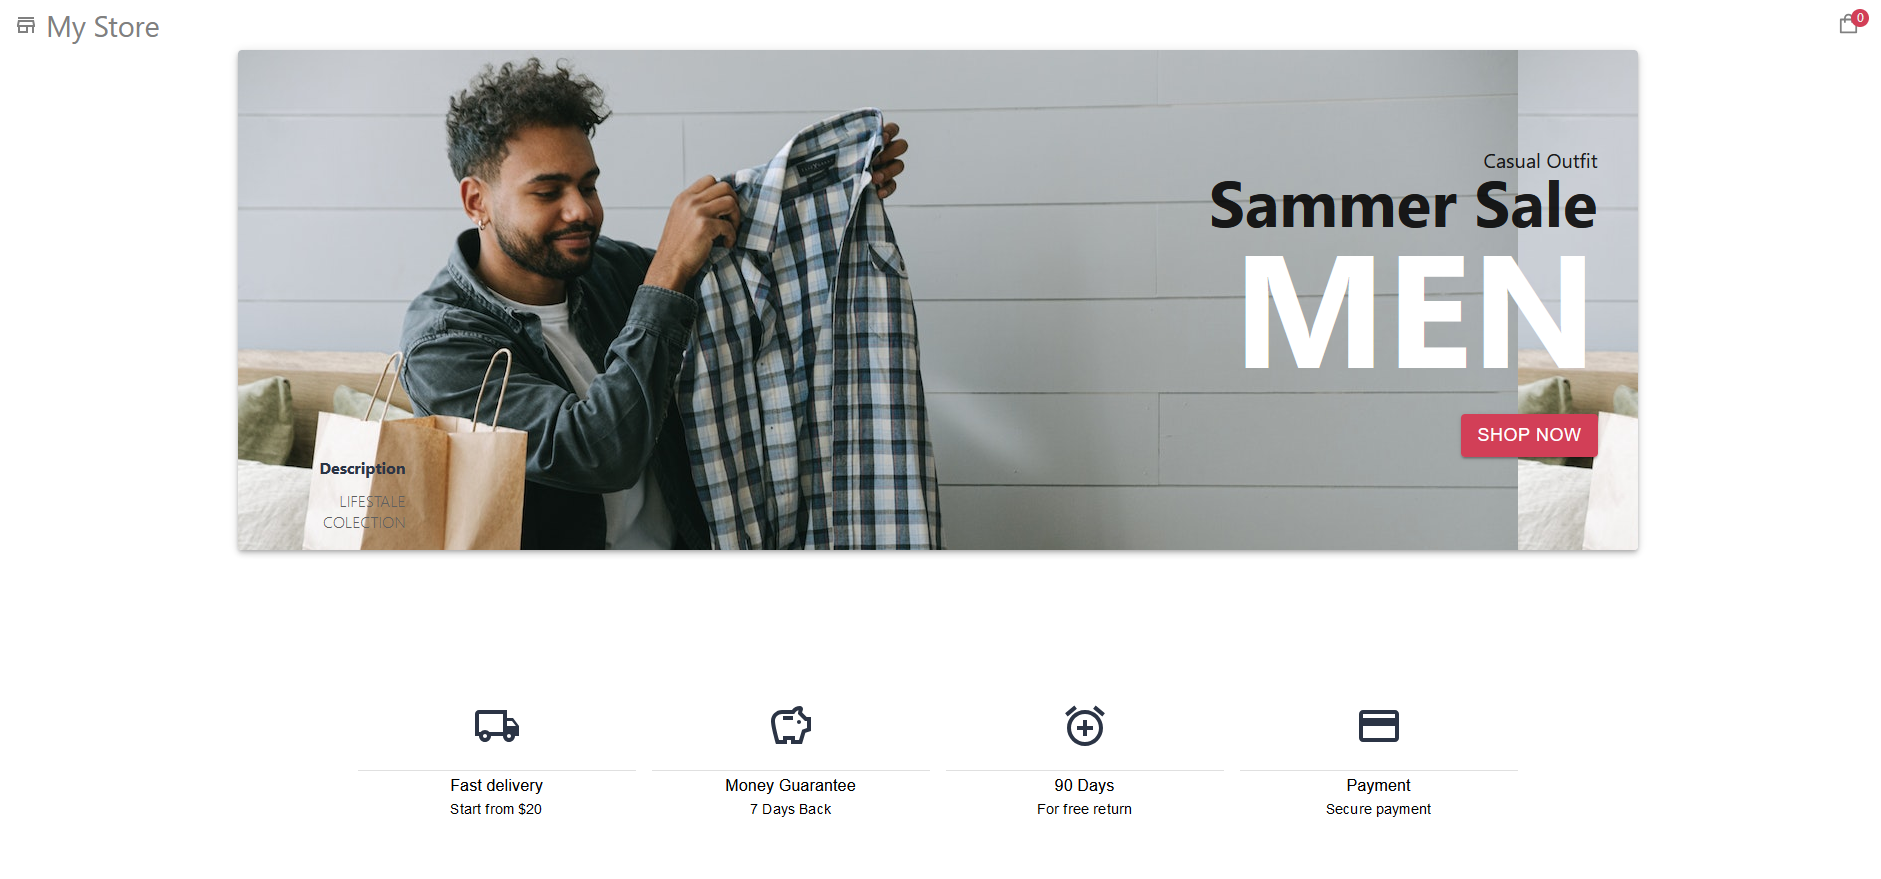 My Store
0
Casual Outfit
Sammer Sale
MEN
SHOP NOW
Description
LIFESTALE
COLECTION
Fast delivery
Start from $20
Money Guarantee
7 Days Back
90 Days
For free return
Payment
Secure payment